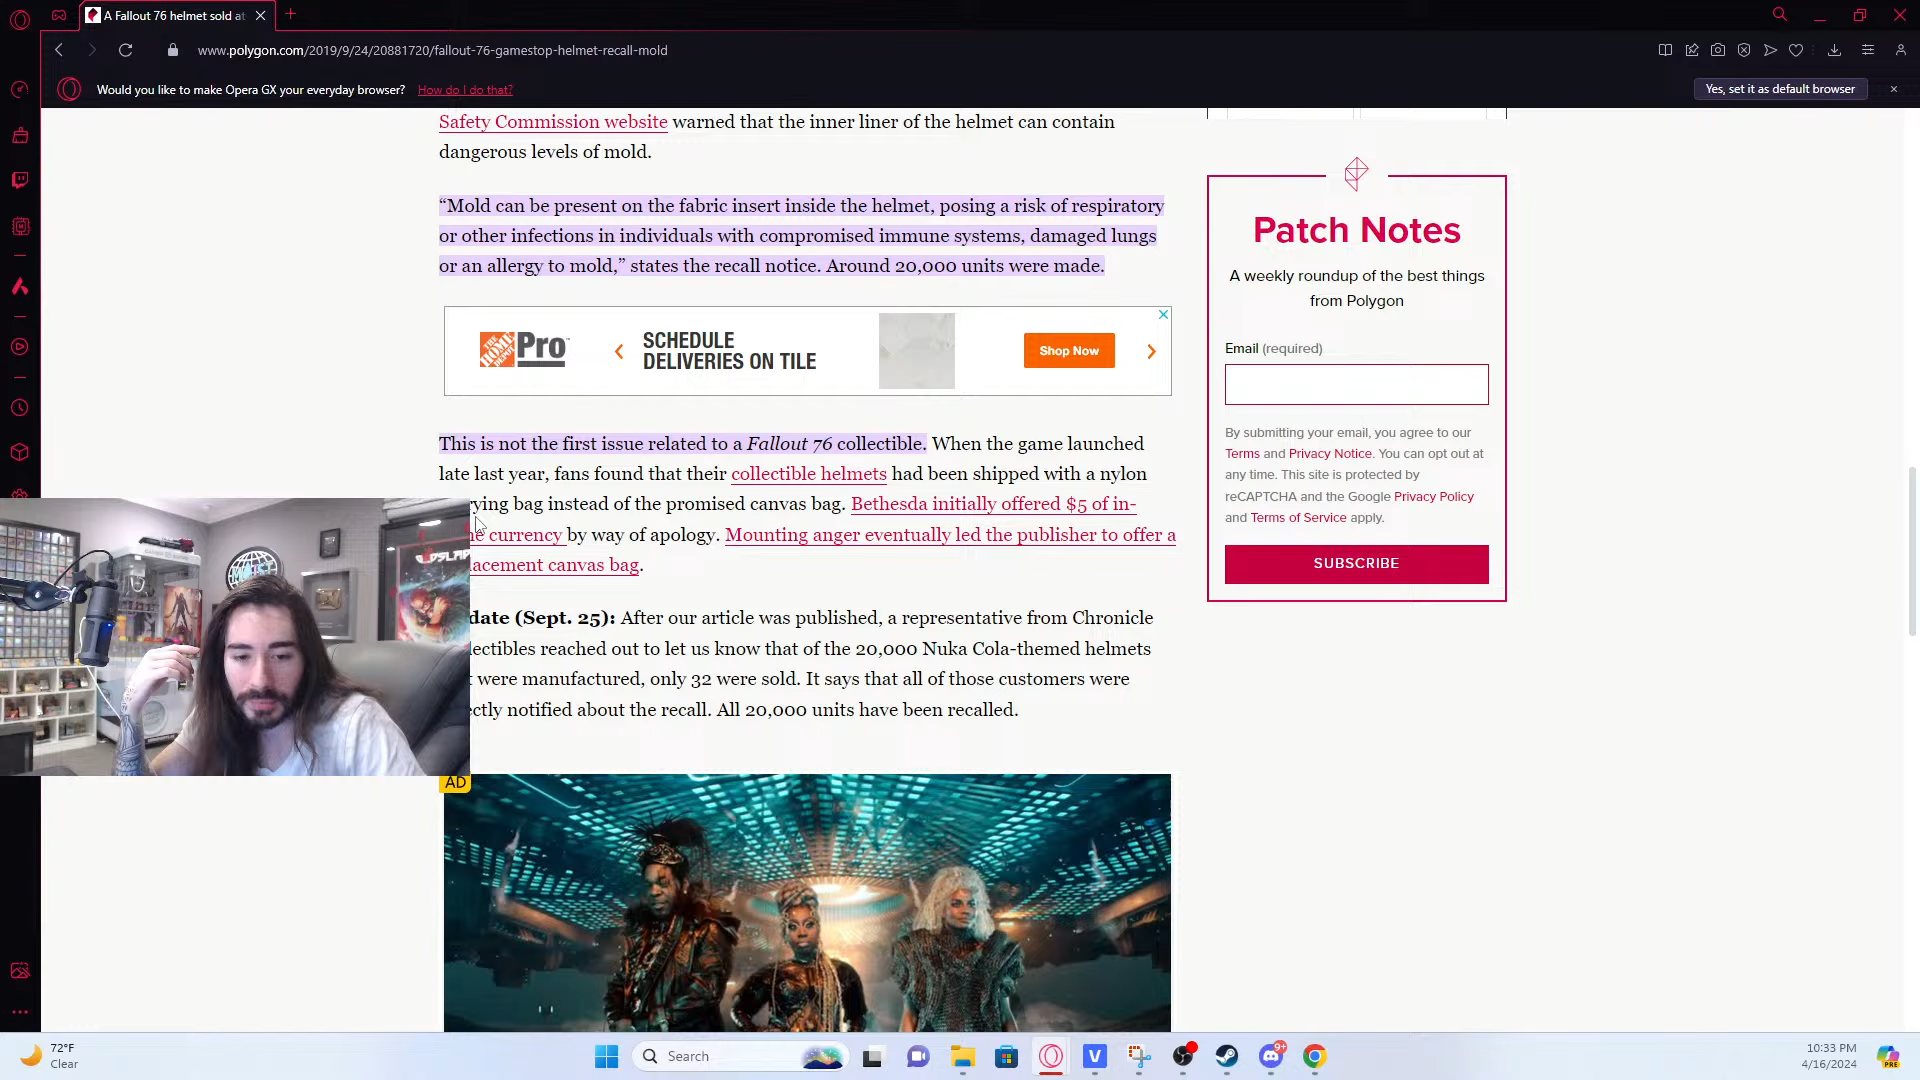 A Fallout 76 helmet sold at
www.polygon.com/2019/9/24/20881720/fallout-76-gamestop-helmet-recall-mold
Would you like to make Opera GX your everyday browser? How do I do that?
Yes, set it as default browser
Safety Commission website warned that the inner liner of the helmet can contain
dangerous levels of mold.
“Mold can be present on the fabric insert inside the helmet, posing a risk of respiratory
or other infections in individuals with compromised immune systems, damaged lungs
or an allergy to mold,” states the recall notice. Around 20,000 units were made.
THE HOME DEPOT
Pro
SCHEDULE
DELIVERIES ON TILE
Shop Now
This is not the first issue related to a Fallout 76 collectible. When the game launched
late last year, fans found that their collectible helmets had been shipped with a nylon
rying bag instead of the promised canvas bag. Bethesda initially offered $5 of in-
e currency by way of apology. Mounting anger eventually led the publisher to offer a
lacement canvas bag.
date (Sept. 25): After our article was published, a representative from Chronicle
lectibles reached out to let us know that of the 20,000 Nuka Cola-themed helmets
t were manufactured, only 32 were sold. It says that all of those customers were
ectly notified about the recall. All 20,000 units have been recalled.
AD
Patch Notes
A weekly roundup of the best things
from Polygon
Email (required)
By submitting your email, you agree to our
Terms and Privacy Notice. You can opt out at
any time. This site is protected by
reCAPTCHA and the Google Privacy Policy
and Terms of Service apply.
SUBSCRIBE
72°F
Clear
Search
9+
10:33 PM
4/16/2024
PRE